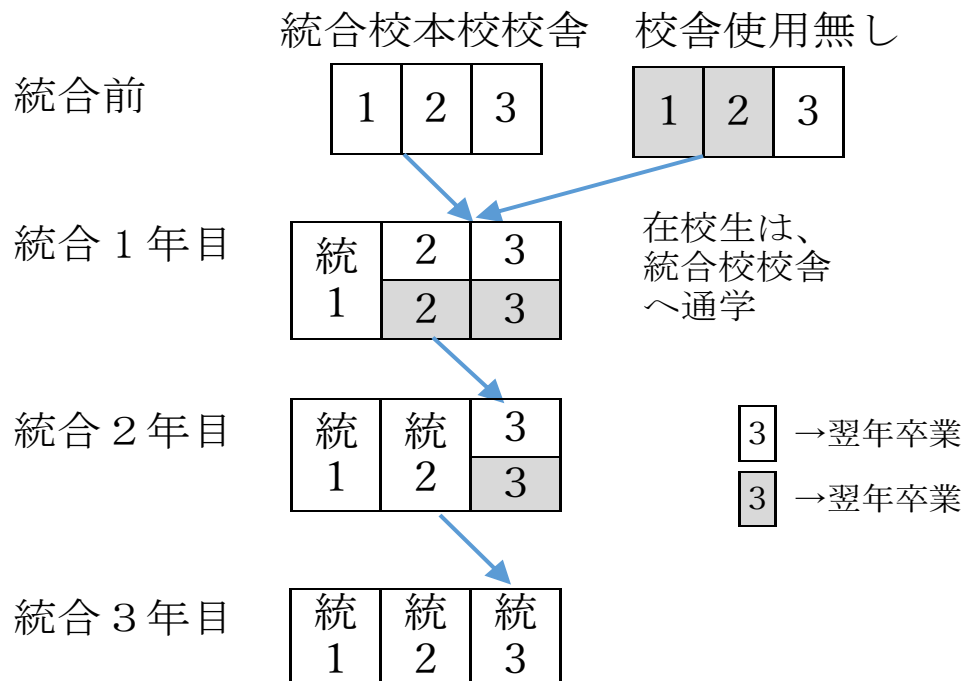 統合校本校校舎 校舎使用無し
統合前
1 2 3
1 2 3
統合１年目
統
1
2 3
2 3
在校生は、
統合校校舎
へ通学
統合２年目
統 統
1 2
3
3
3 →翌年卒業
3 →翌年卒業
統合３年目
統 統 統
1 2 3